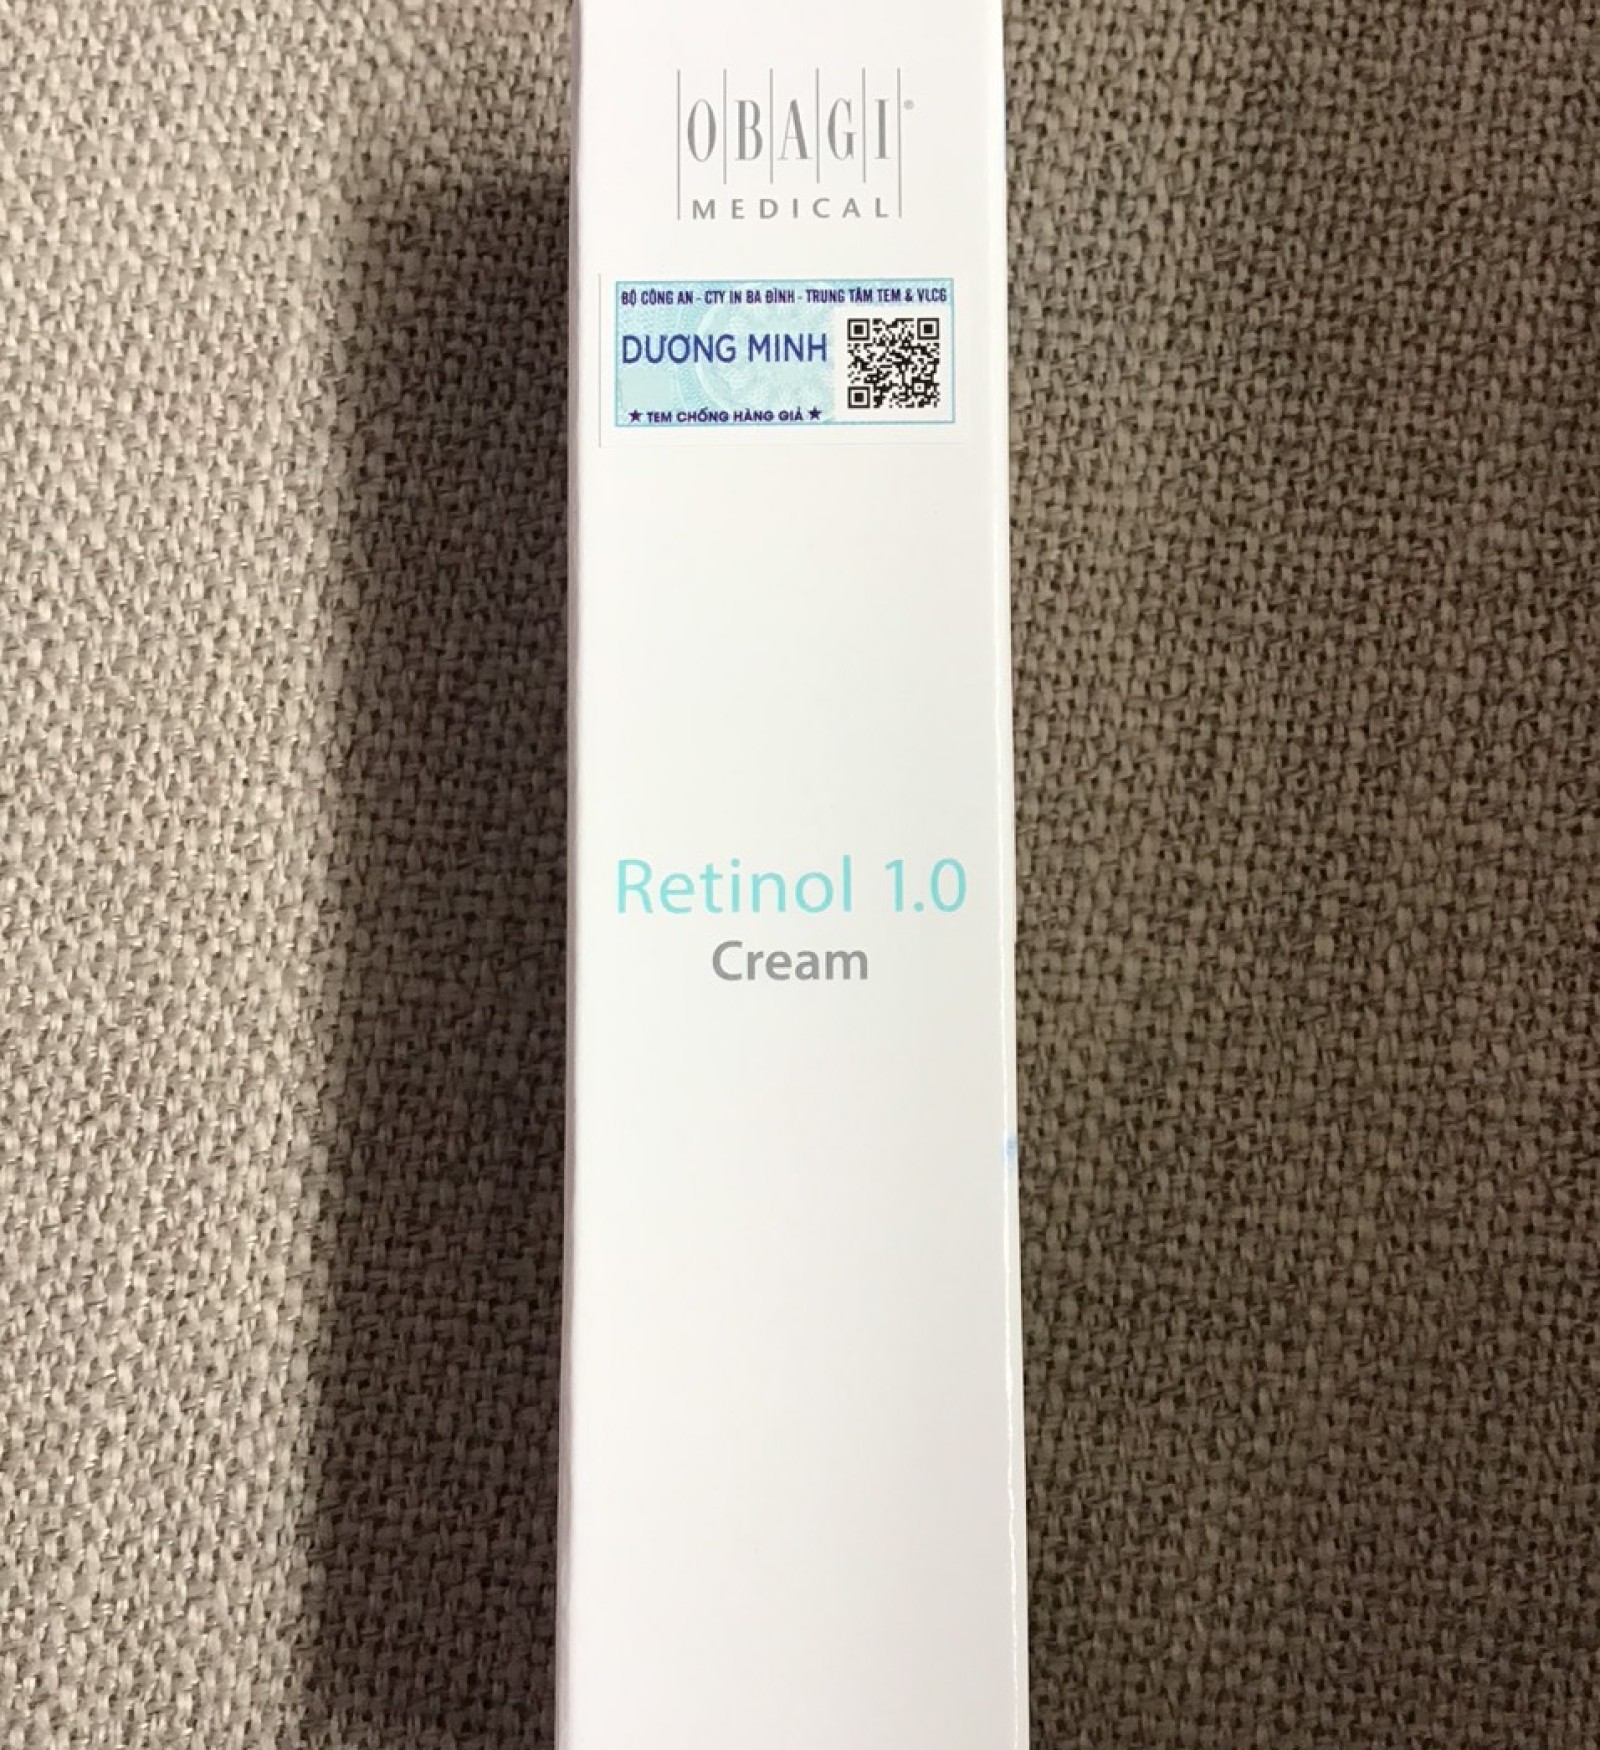 OBAGI®
MEDICAL
BỘ CÔNG AN - CTY IN BA ĐÌNH - TRUNG TÂM TEM & VLCG
DƯƠNG MINH
★ TEM CHỐNG HÀNG GIẢ ★
Retinol 1.0
Cream